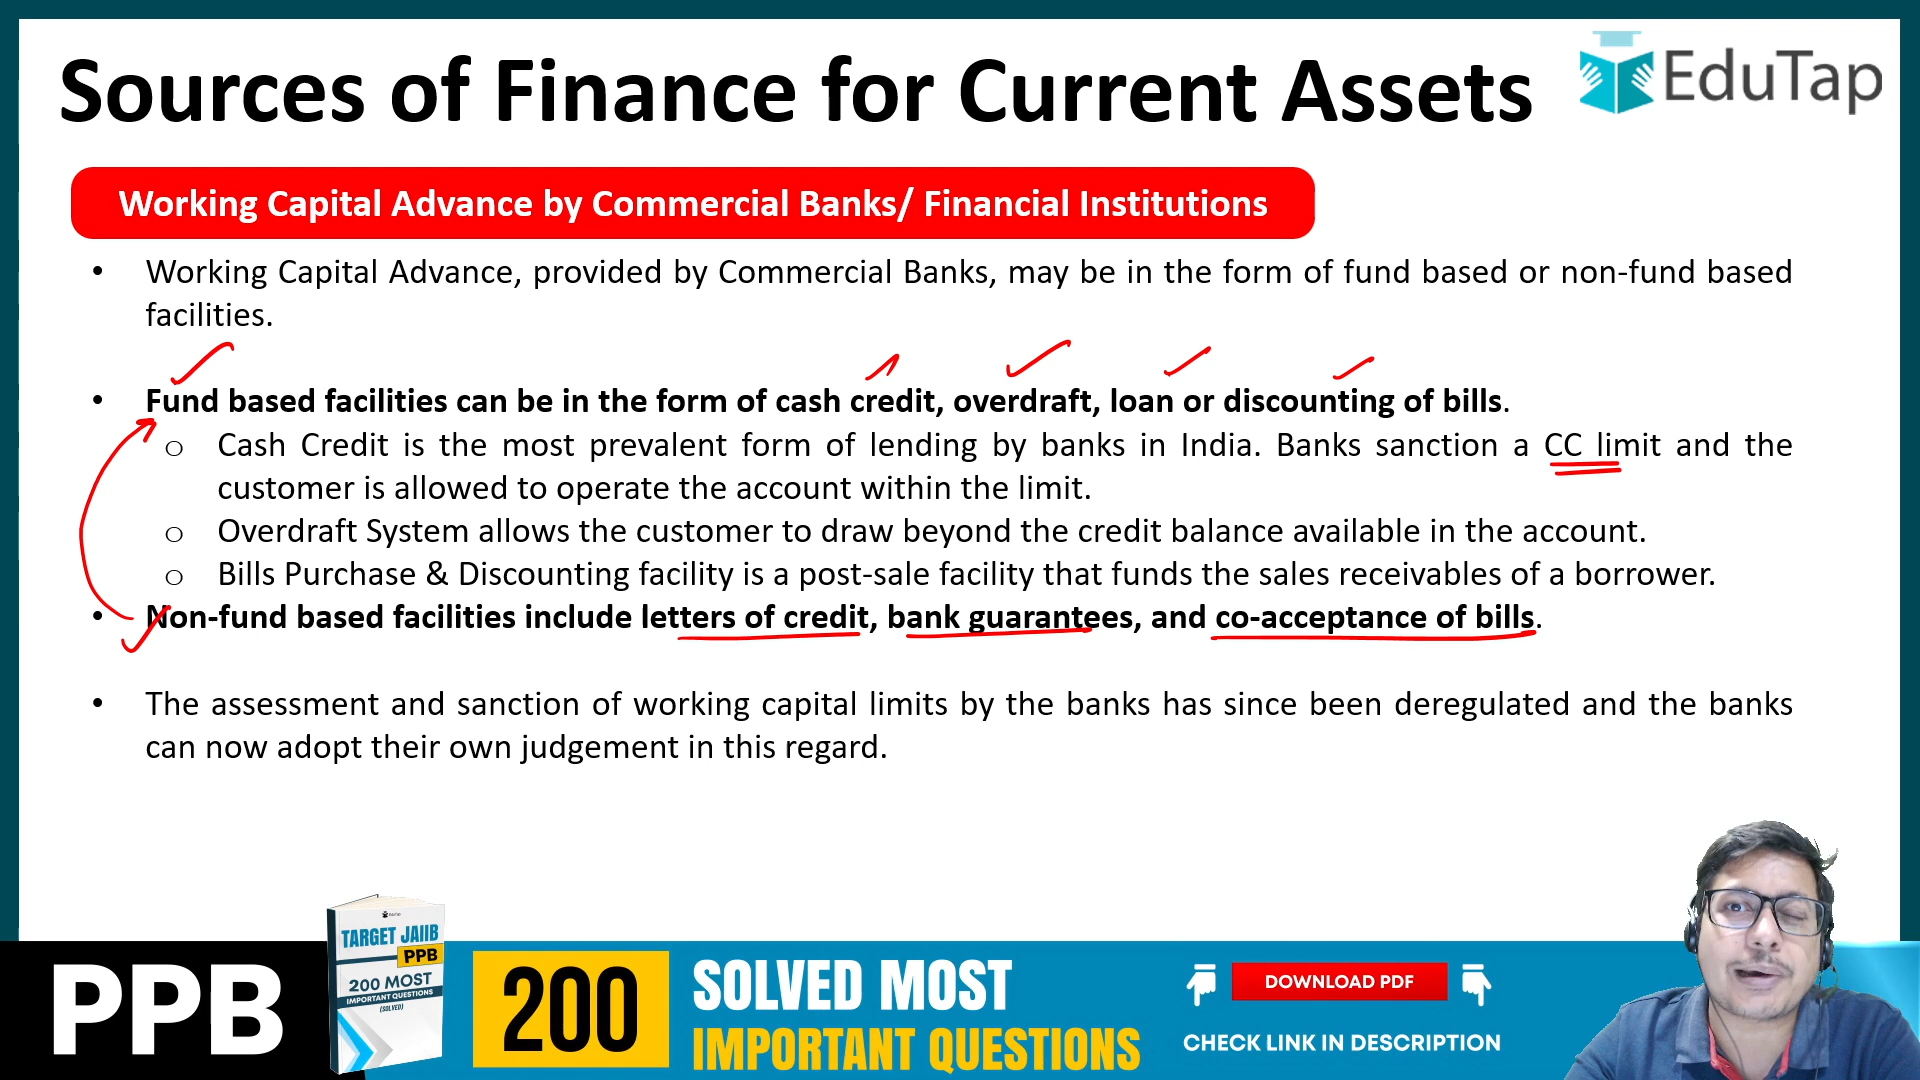 Sources of Finance for Current Assets
EduTap
Working Capital Advance by Commercial Banks/ Financial Institutions
• Working Capital Advance, provided by Commercial Banks, may be in the form of fund based or non-fund based
facilities.
• Fund based facilities can be in the form of cash credit, overdraft, loan or discounting of bills.
o Cash Credit is the most prevalent form of lending by banks in India. Banks sanction a CC limit and the
customer is allowed to operate the account within the limit.
o Overdraft System allows the customer to draw beyond the credit balance available in the account.
o Bills Purchase & Discounting facility is a post-sale facility that funds the sales receivables of a borrower.
• Non-fund based facilities include letters of credit, bank guarantees, and co-acceptance of bills.
• The assessment and sanction of working capital limits by the banks has since been deregulated and the banks
can now adopt their own judgement in this regard.
PPB
TARGET JAIIB
PPB
200 MOST
IMPORTANT QUESTIONS
(SOLVED)
200
SOLVED MOST
IMPORTANT QUESTIONS
DOWNLOAD PDF
CHECK LINK IN DESCRIPTION